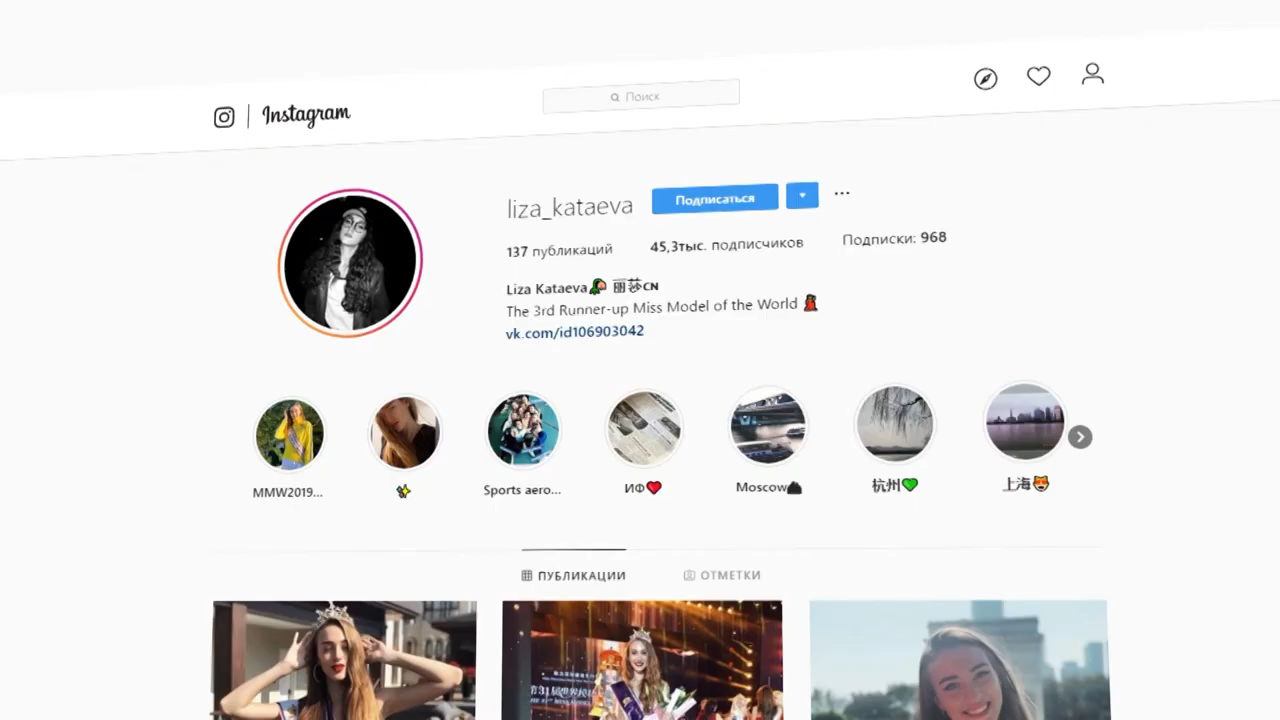 Instagram
Поиск
liza_kataeva Подписаться
137 публикаций 45,3тыс. подписчиков Подписки: 968
Liza Kataeva 丽莎CN
The 3rd Runner-up Miss Model of the World
vk.com/id106903042
MMW2019... Sports aero... ИФ Moscow 杭州 上海
ПУБЛИКАЦИИ ОТМЕТКИ